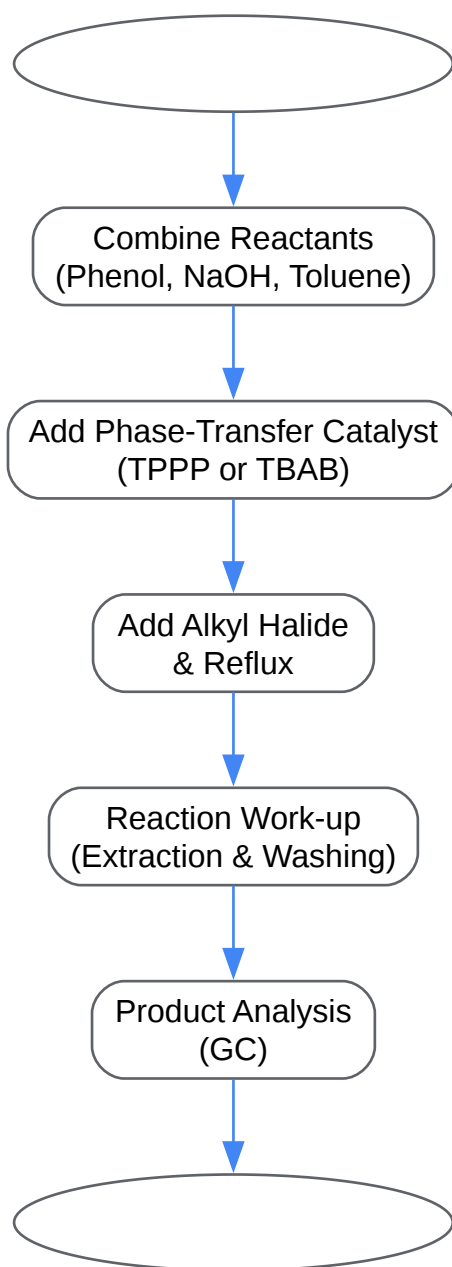 Combine Reactants
(Phenol, NaOH, Toluene)
Add Phase-Transfer Catalyst
(TPPP or TBAB)
Add Alkyl Halide
& Reflux
Reaction Work-up
(Extraction & Washing)
Product Analysis
(GC)